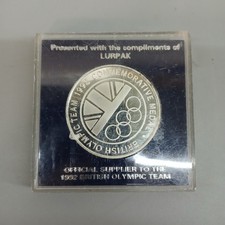 Presented with the compliments of
LURPAK
BRITISH OLYMPIC TEAM 1992 COMMEMORATIVE MEDAL
OFFICIAL SUPPLIER TO THE
1992 BRITISH OLYMPIC TEAM